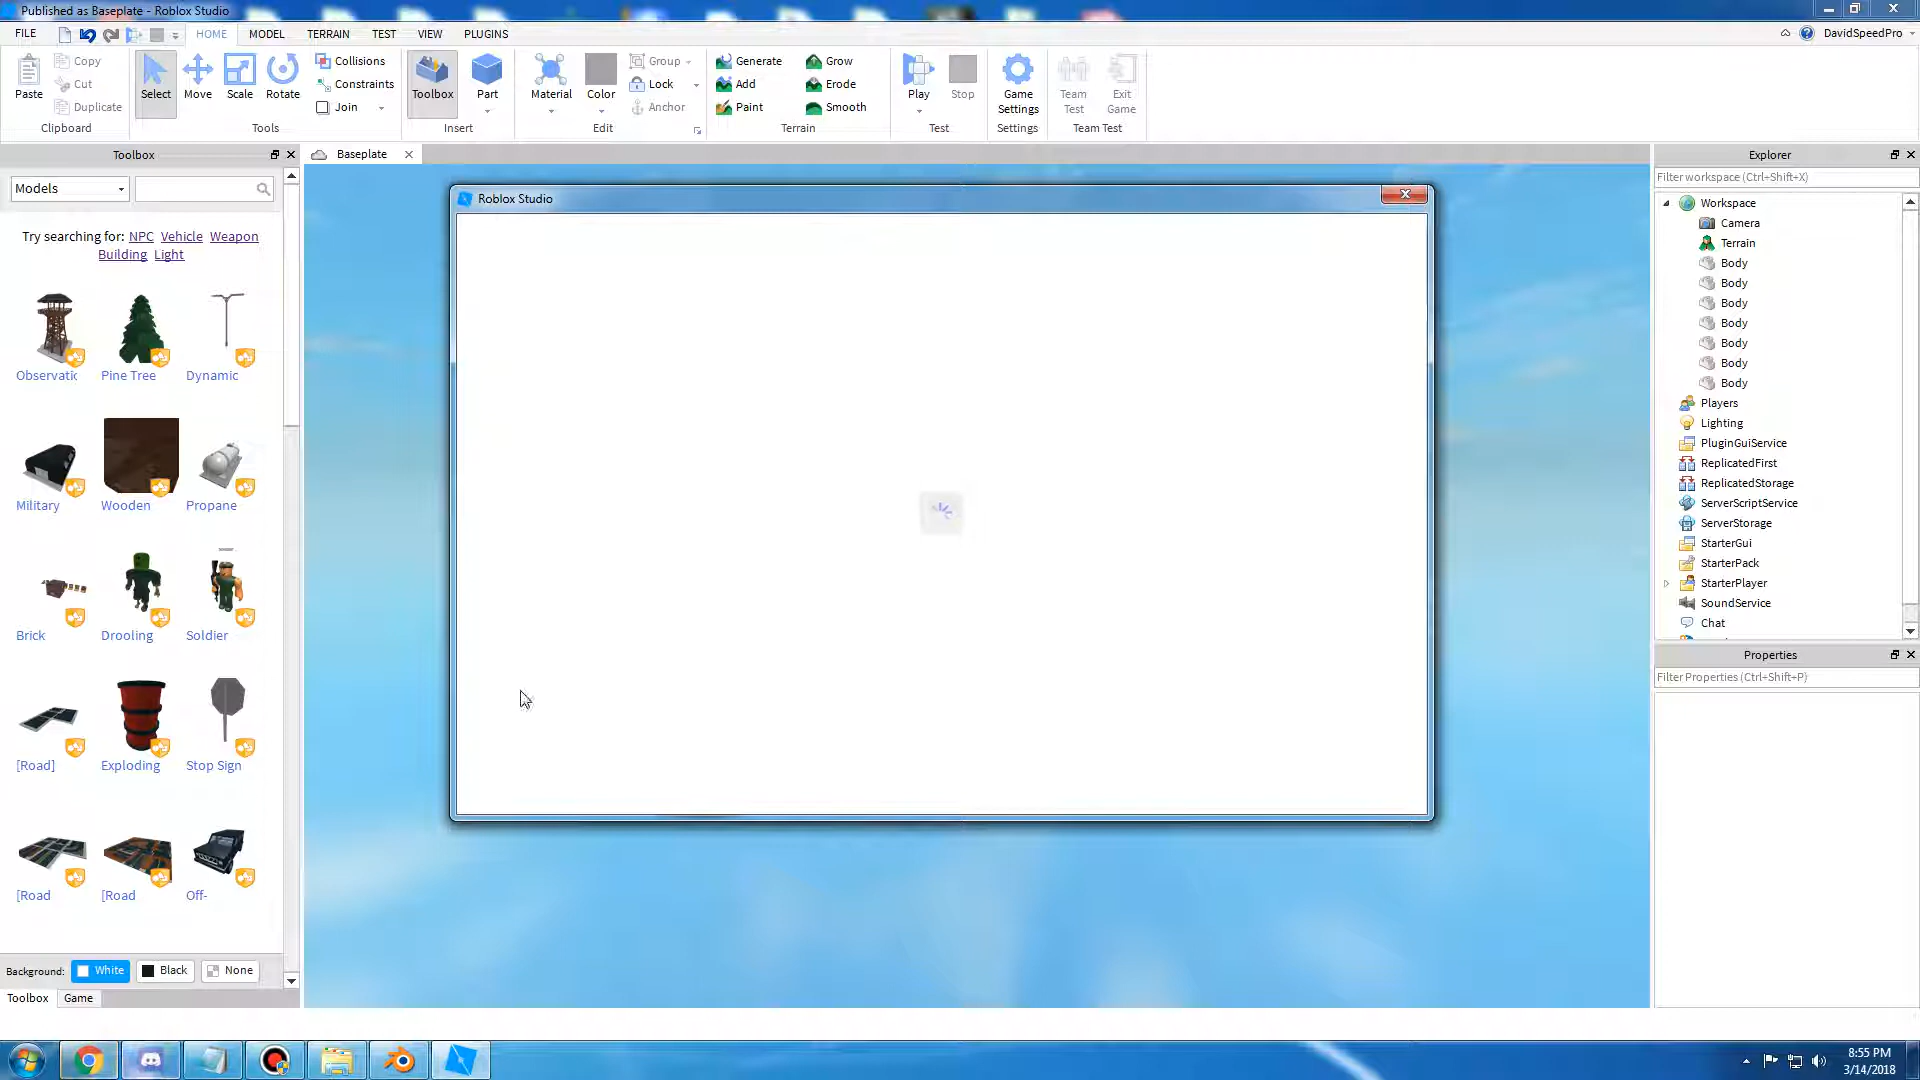 Published as Baseplate - Roblox Studio
FILE HOME MODEL TERRAIN TEST VIEW PLUGINS DavidSpeedPro
Paste
Copy
Cut
Duplicate
Clipboard
Select
Move
Scale
Rotate
Collisions
Constraints
Join
Tools
Toolbox
Part
Insert
Material
Color
Group
Lock
Anchor
Edit
Generate
Add
Paint
Grow
Erode
Smooth
Terrain
Play
Stop
Test
Game
Settings
Settings
Team
Test
Exit
Game
Team Test
Toolbox
Models
Try searching for: NPC Vehicle Weapon
Building Light
Observatic
Pine Tree
Dynamic
Military
Wooden
Propane
Brick
Drooling
Soldier
[Road]
Exploding
Stop Sign
[Road
[Road
Off-
Background: White Black None
Toolbox Game
Baseplate
Roblox Studio
Explorer
Filter workspace (Ctrl+Shift+X)
Workspace
Camera
Terrain
Body
Body
Body
Body
Body
Body
Body
Players
Lighting
PluginGuiService
ReplicatedFirst
ReplicatedStorage
ServerScriptService
ServerStorage
StarterGui
StarterPack
StarterPlayer
SoundService
Chat
Properties
Filter Properties (Ctrl+Shift+P)
8:55 PM
3/14/2018